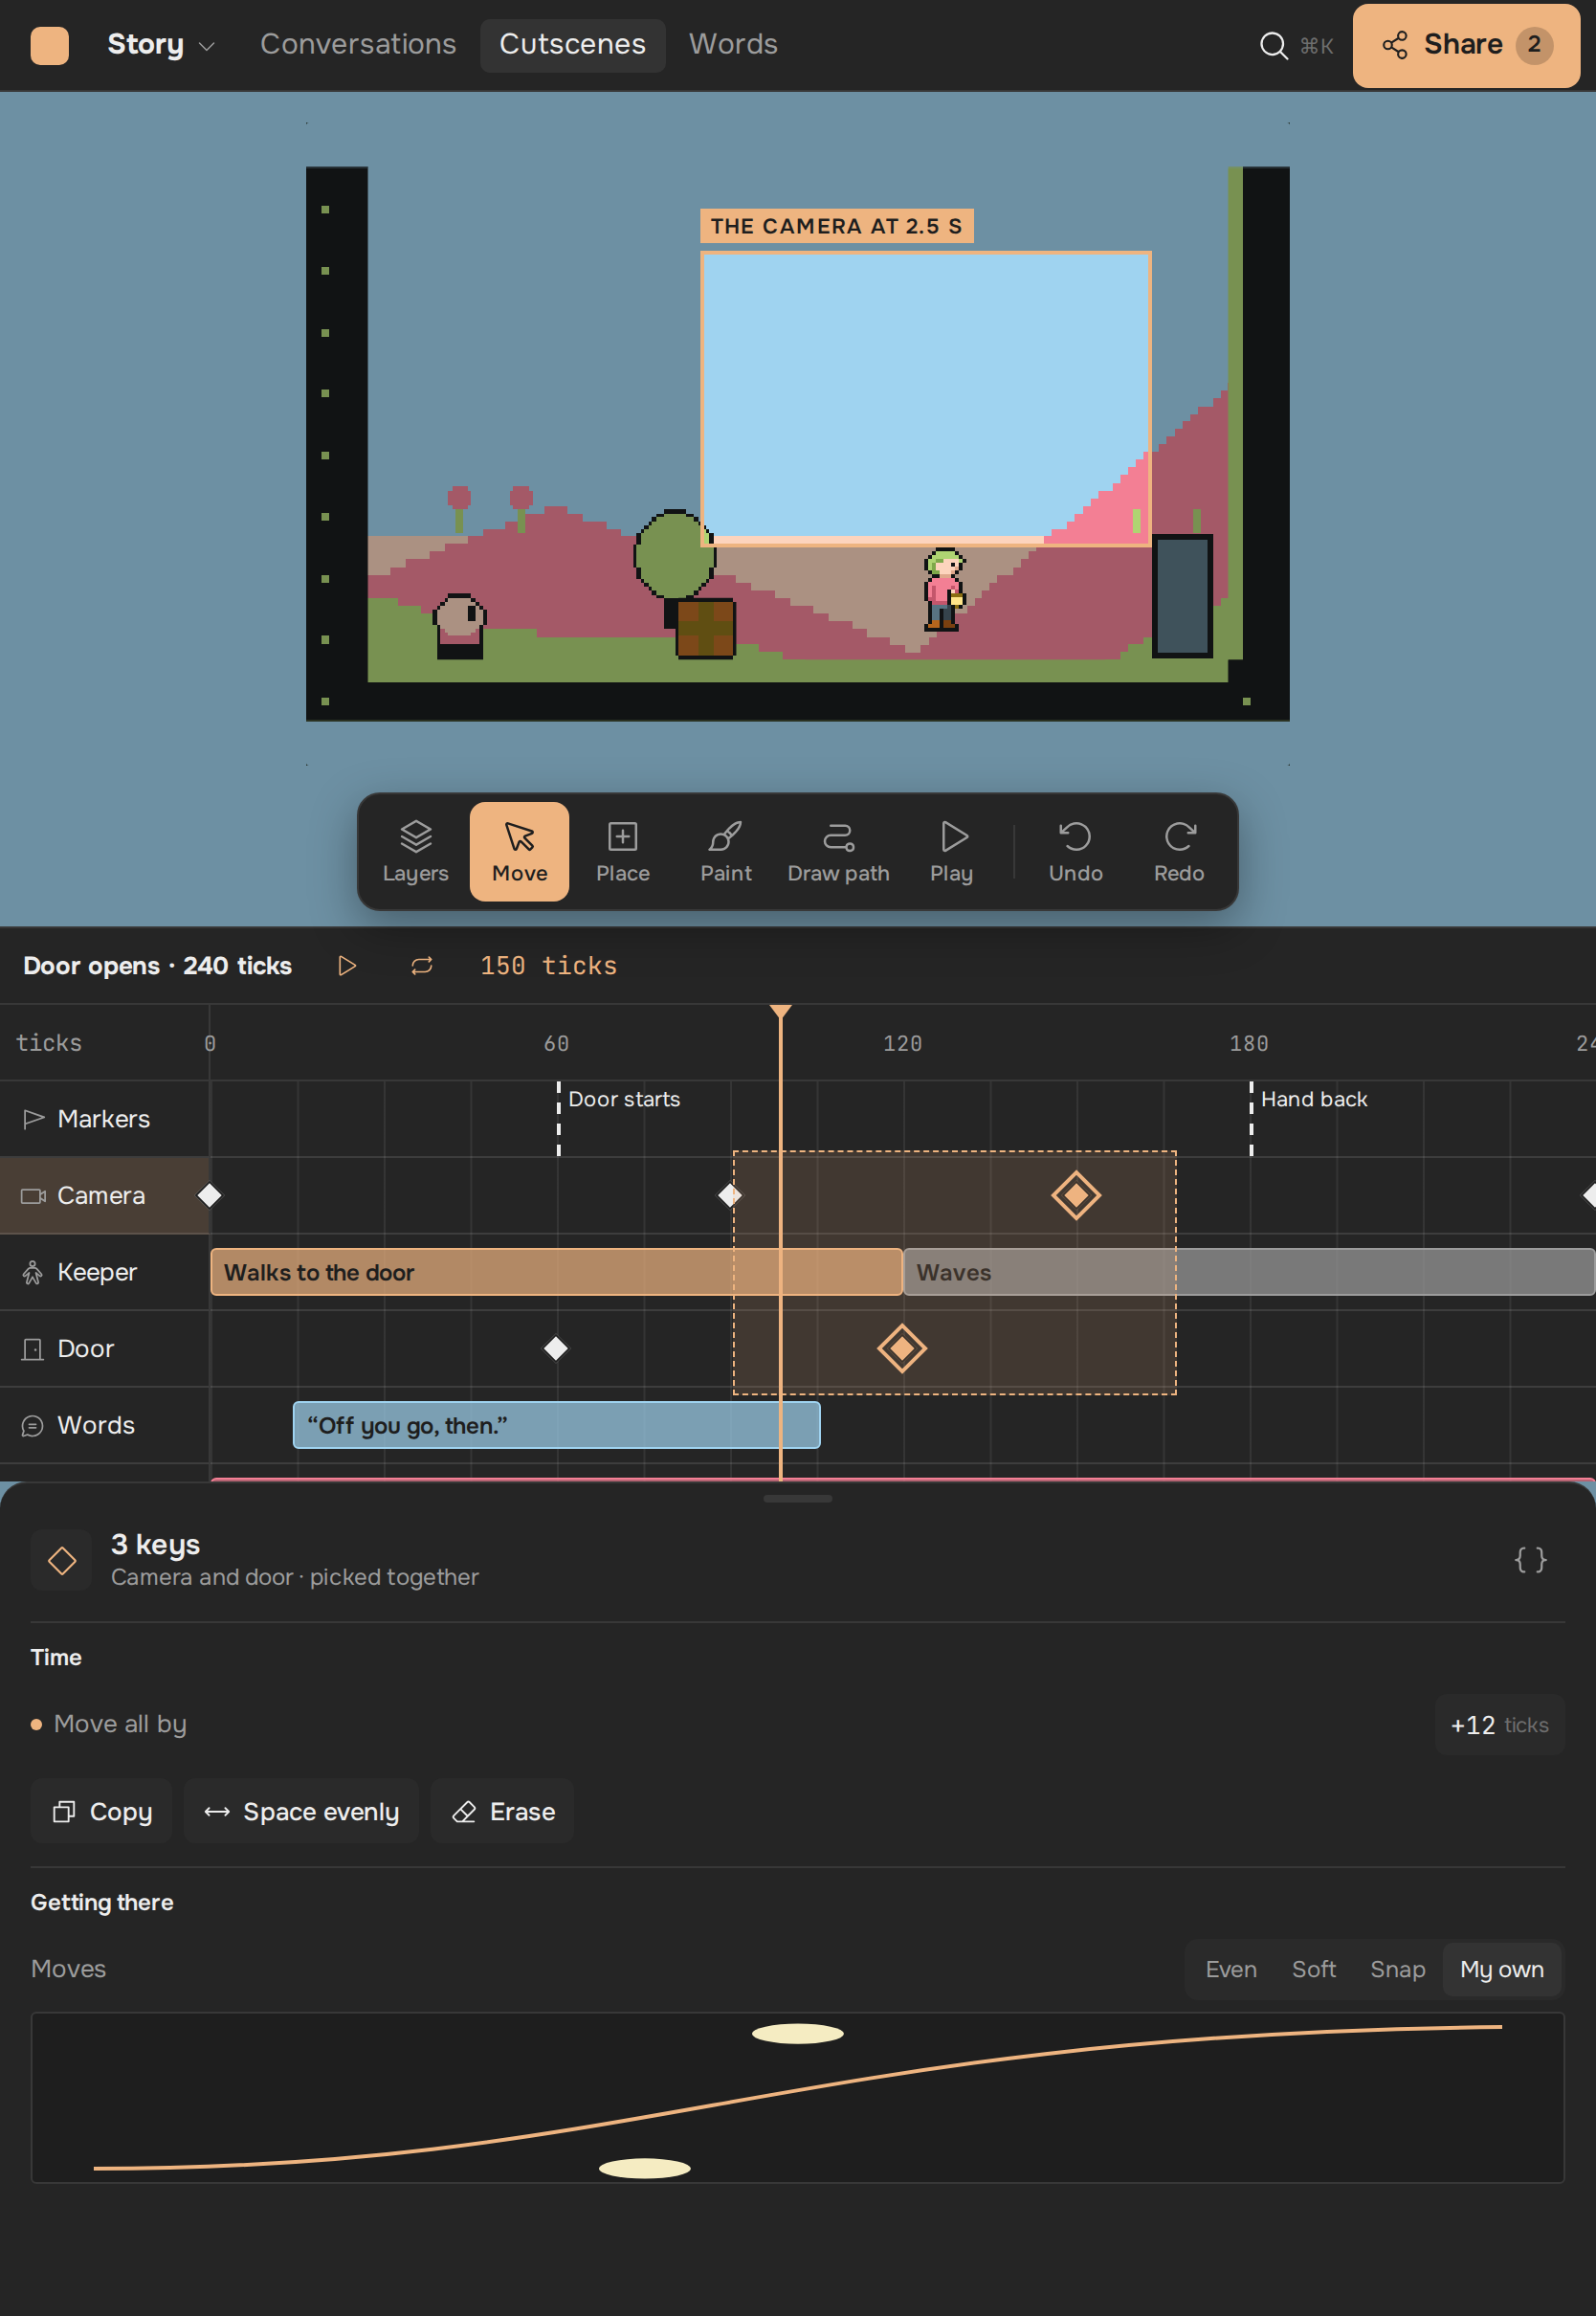 Story Conversations Cutscenes Words ⌘K Share 2
THE CAMERA AT 2.5 S
Layers Move Place Paint Draw path Play Undo Redo
Door opens · 240 ticks 150 ticks
ticks 0 60 120 180 24
Markers Door starts Hand back
Camera
Keeper Walks to the door Waves
Door
Words “Off you go, then.”
3 keys
Camera and door · picked together
{ }
Time
Move all by +12 ticks
Copy Space evenly Erase
Getting there
Moves Even Soft Snap My own